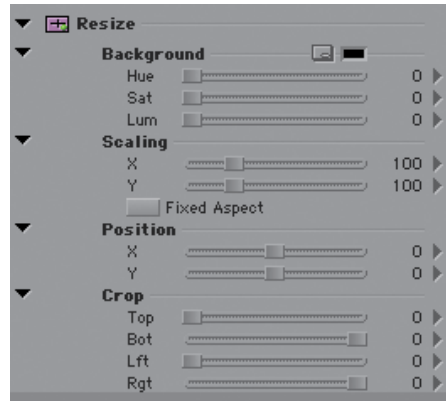 Resize
Background
Hue 0
Sat 0
Lum 0
Scaling
X 100
Y 100
Fixed Aspect
Position
X 0
Y 0
Crop
Top 0
Bot 0
Lft 0
Rgt 0